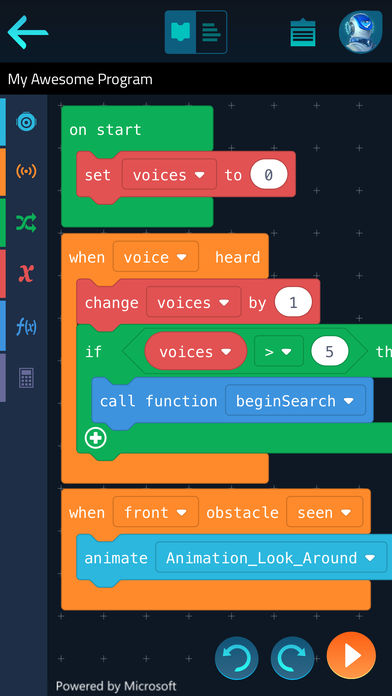 My Awesome Program
on start
set voices to 0
when voice heard
change voices by 1
if voices > 5 th
call function beginSearch
when front obstacle seen
animate Animation_Look_Around
x
f(x)
Powered by Microsoft